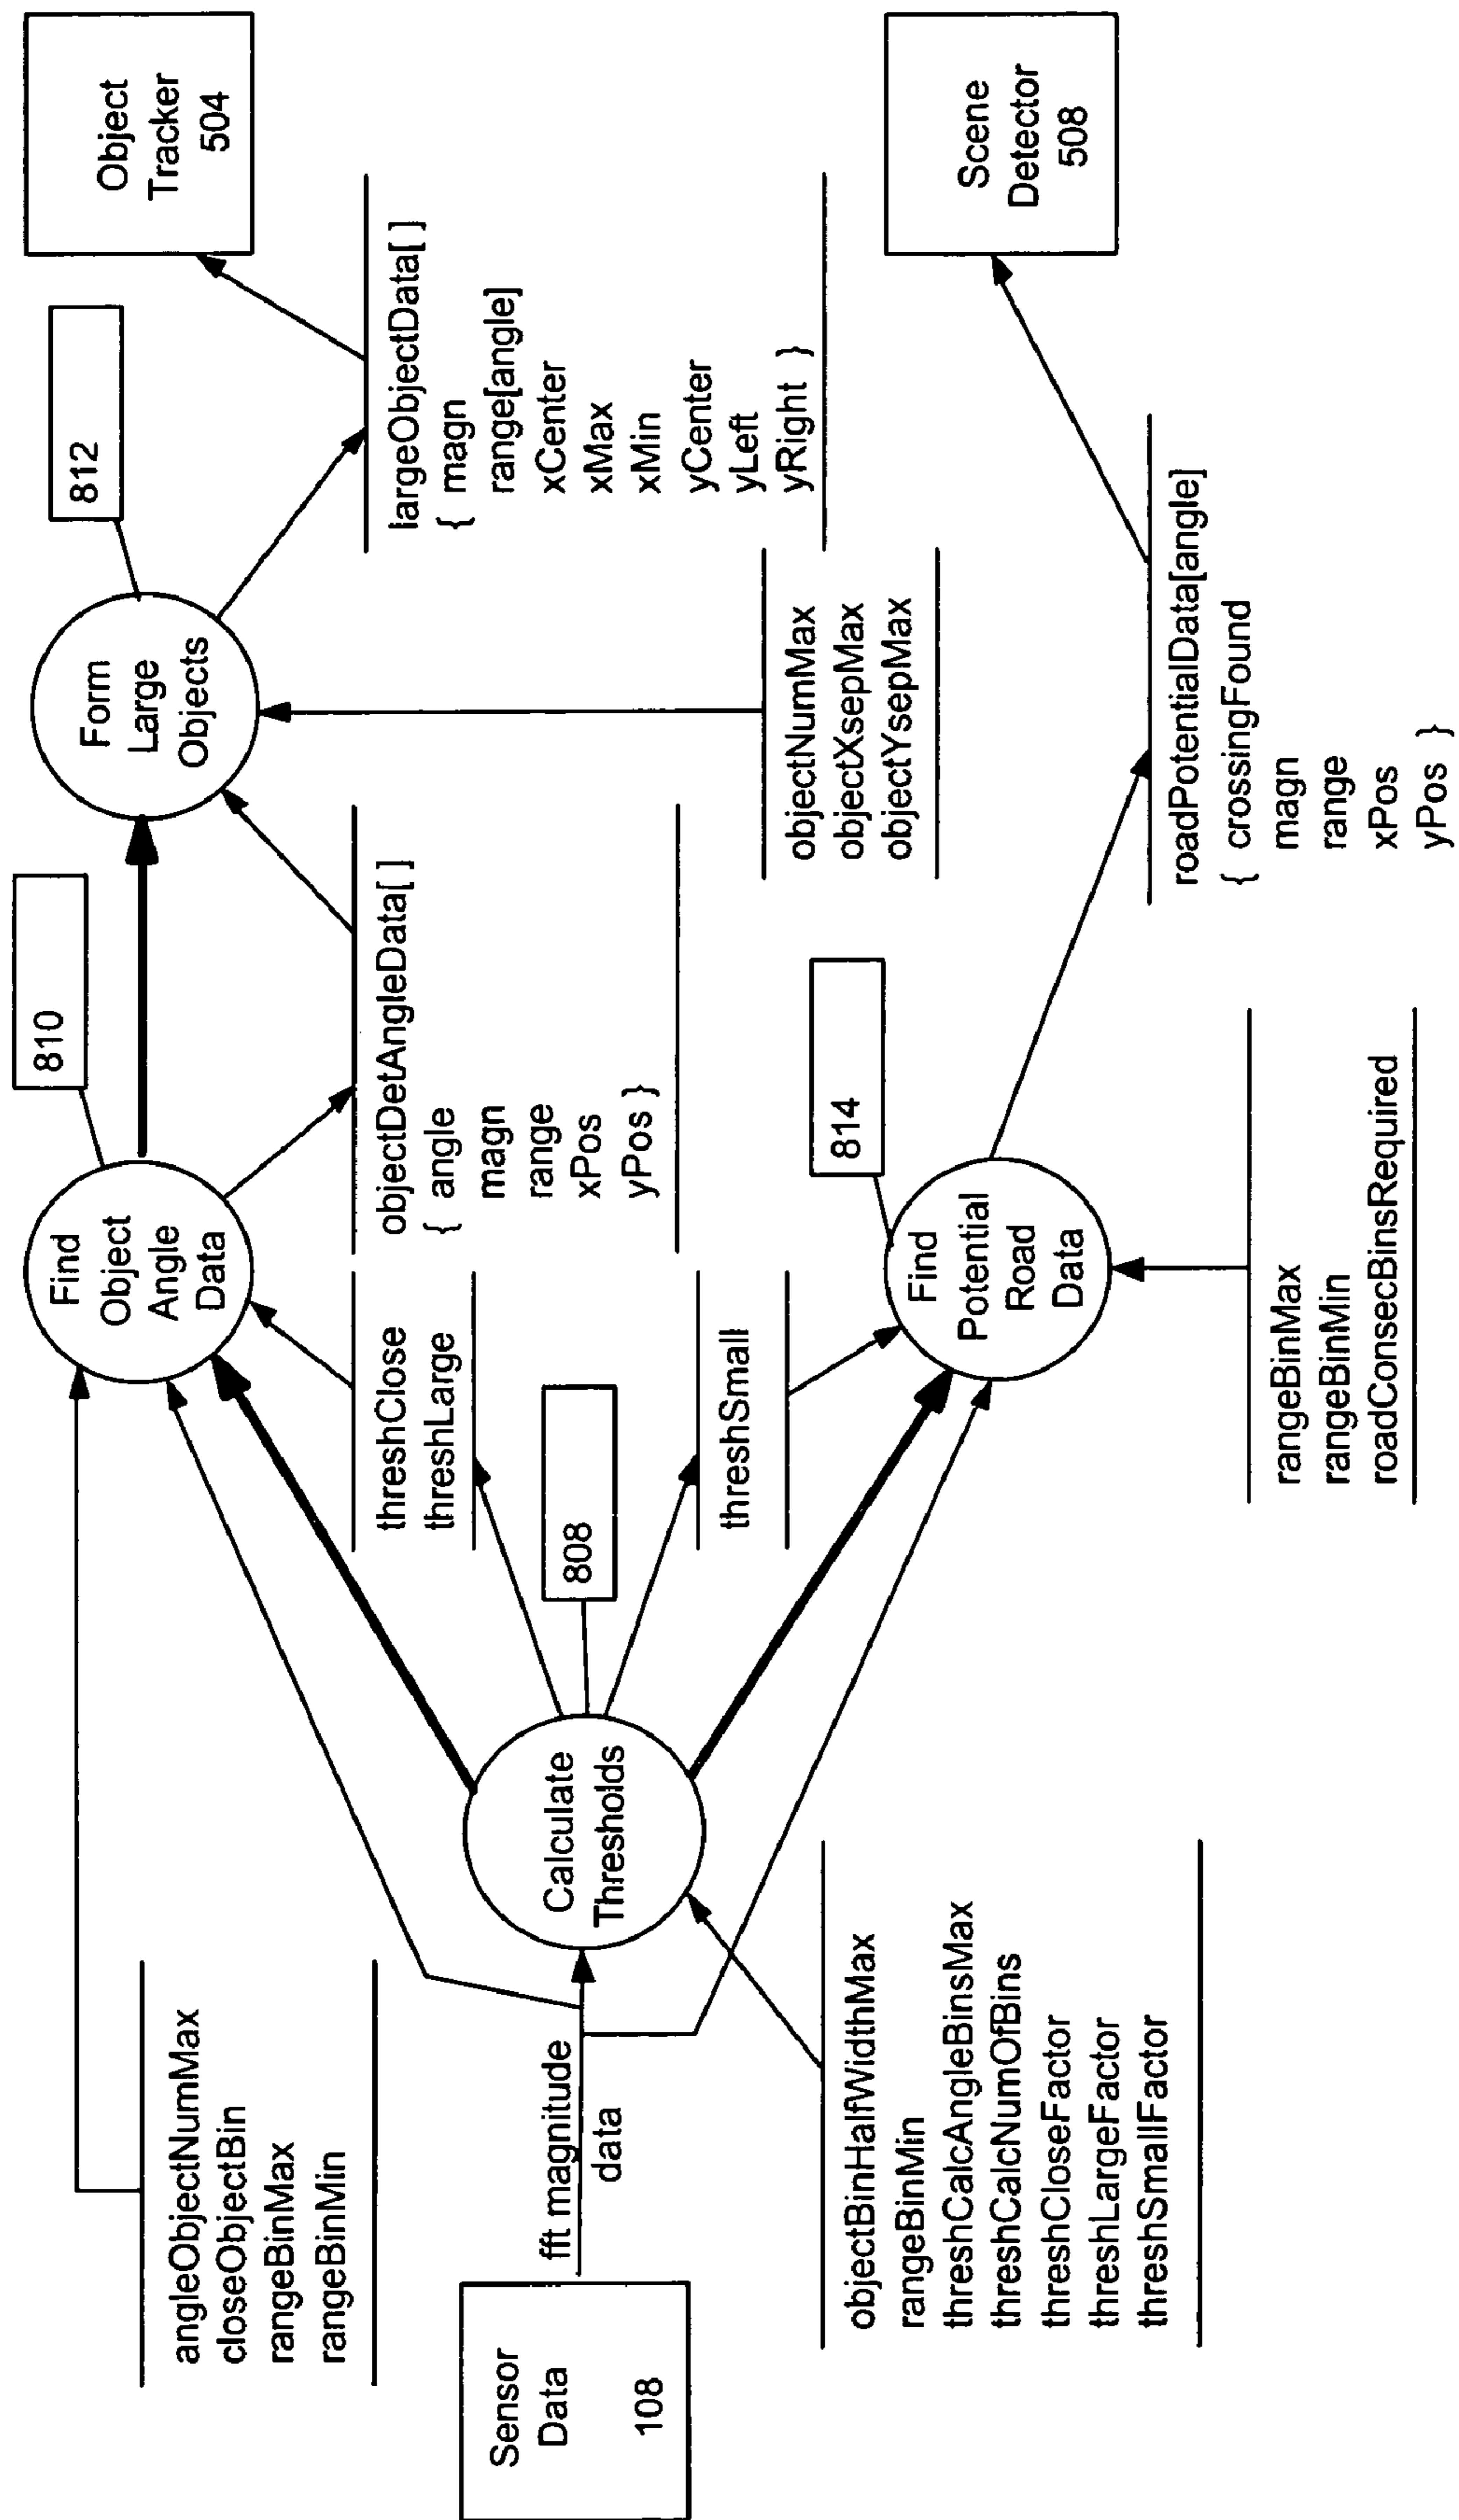 angleObjectNumMax
closeObjectBin
rangeBinMax
rangeBinMin
Sensor
Data
108
fft magnitude
data
objectBinHalfWidthMax
rangeBinMin
threshCalcAngleBinsMax
threshCalcNumOfBins
threshCloseFactor
threshLargeFactor
threshSmallFactor
Calculate
Thresholds
808
threshClose
threshLarge
threshSmall
Find
Object
Angle
Data
810
objectDetAngleData[ ]
{ angle
magn
range
xPos
yPos }
Find
Potential
Road
Data
814
rangeBinMax
rangeBinMin
roadConsecBinsRequired
Form
Large
Objects
812
objectNumMax
objectXsepMax
objectYsepMax
largeObjectData[ ]
{ magn
range[angle]
xCenter
xMax
xMin
yCenter
yLeft
yRight }
roadPotentialData[angle]
{ crossingFound
magn
range
xPos
yPos }
Object
Tracker
504
Scene
Detector
508